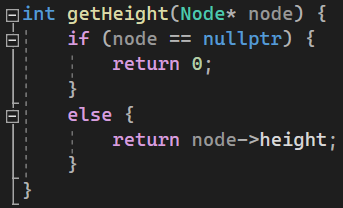 int getHeight(Node* node) {
    if (node == nullptr) {
        return 0;
    }
    else {
        return node->height;
    }
}